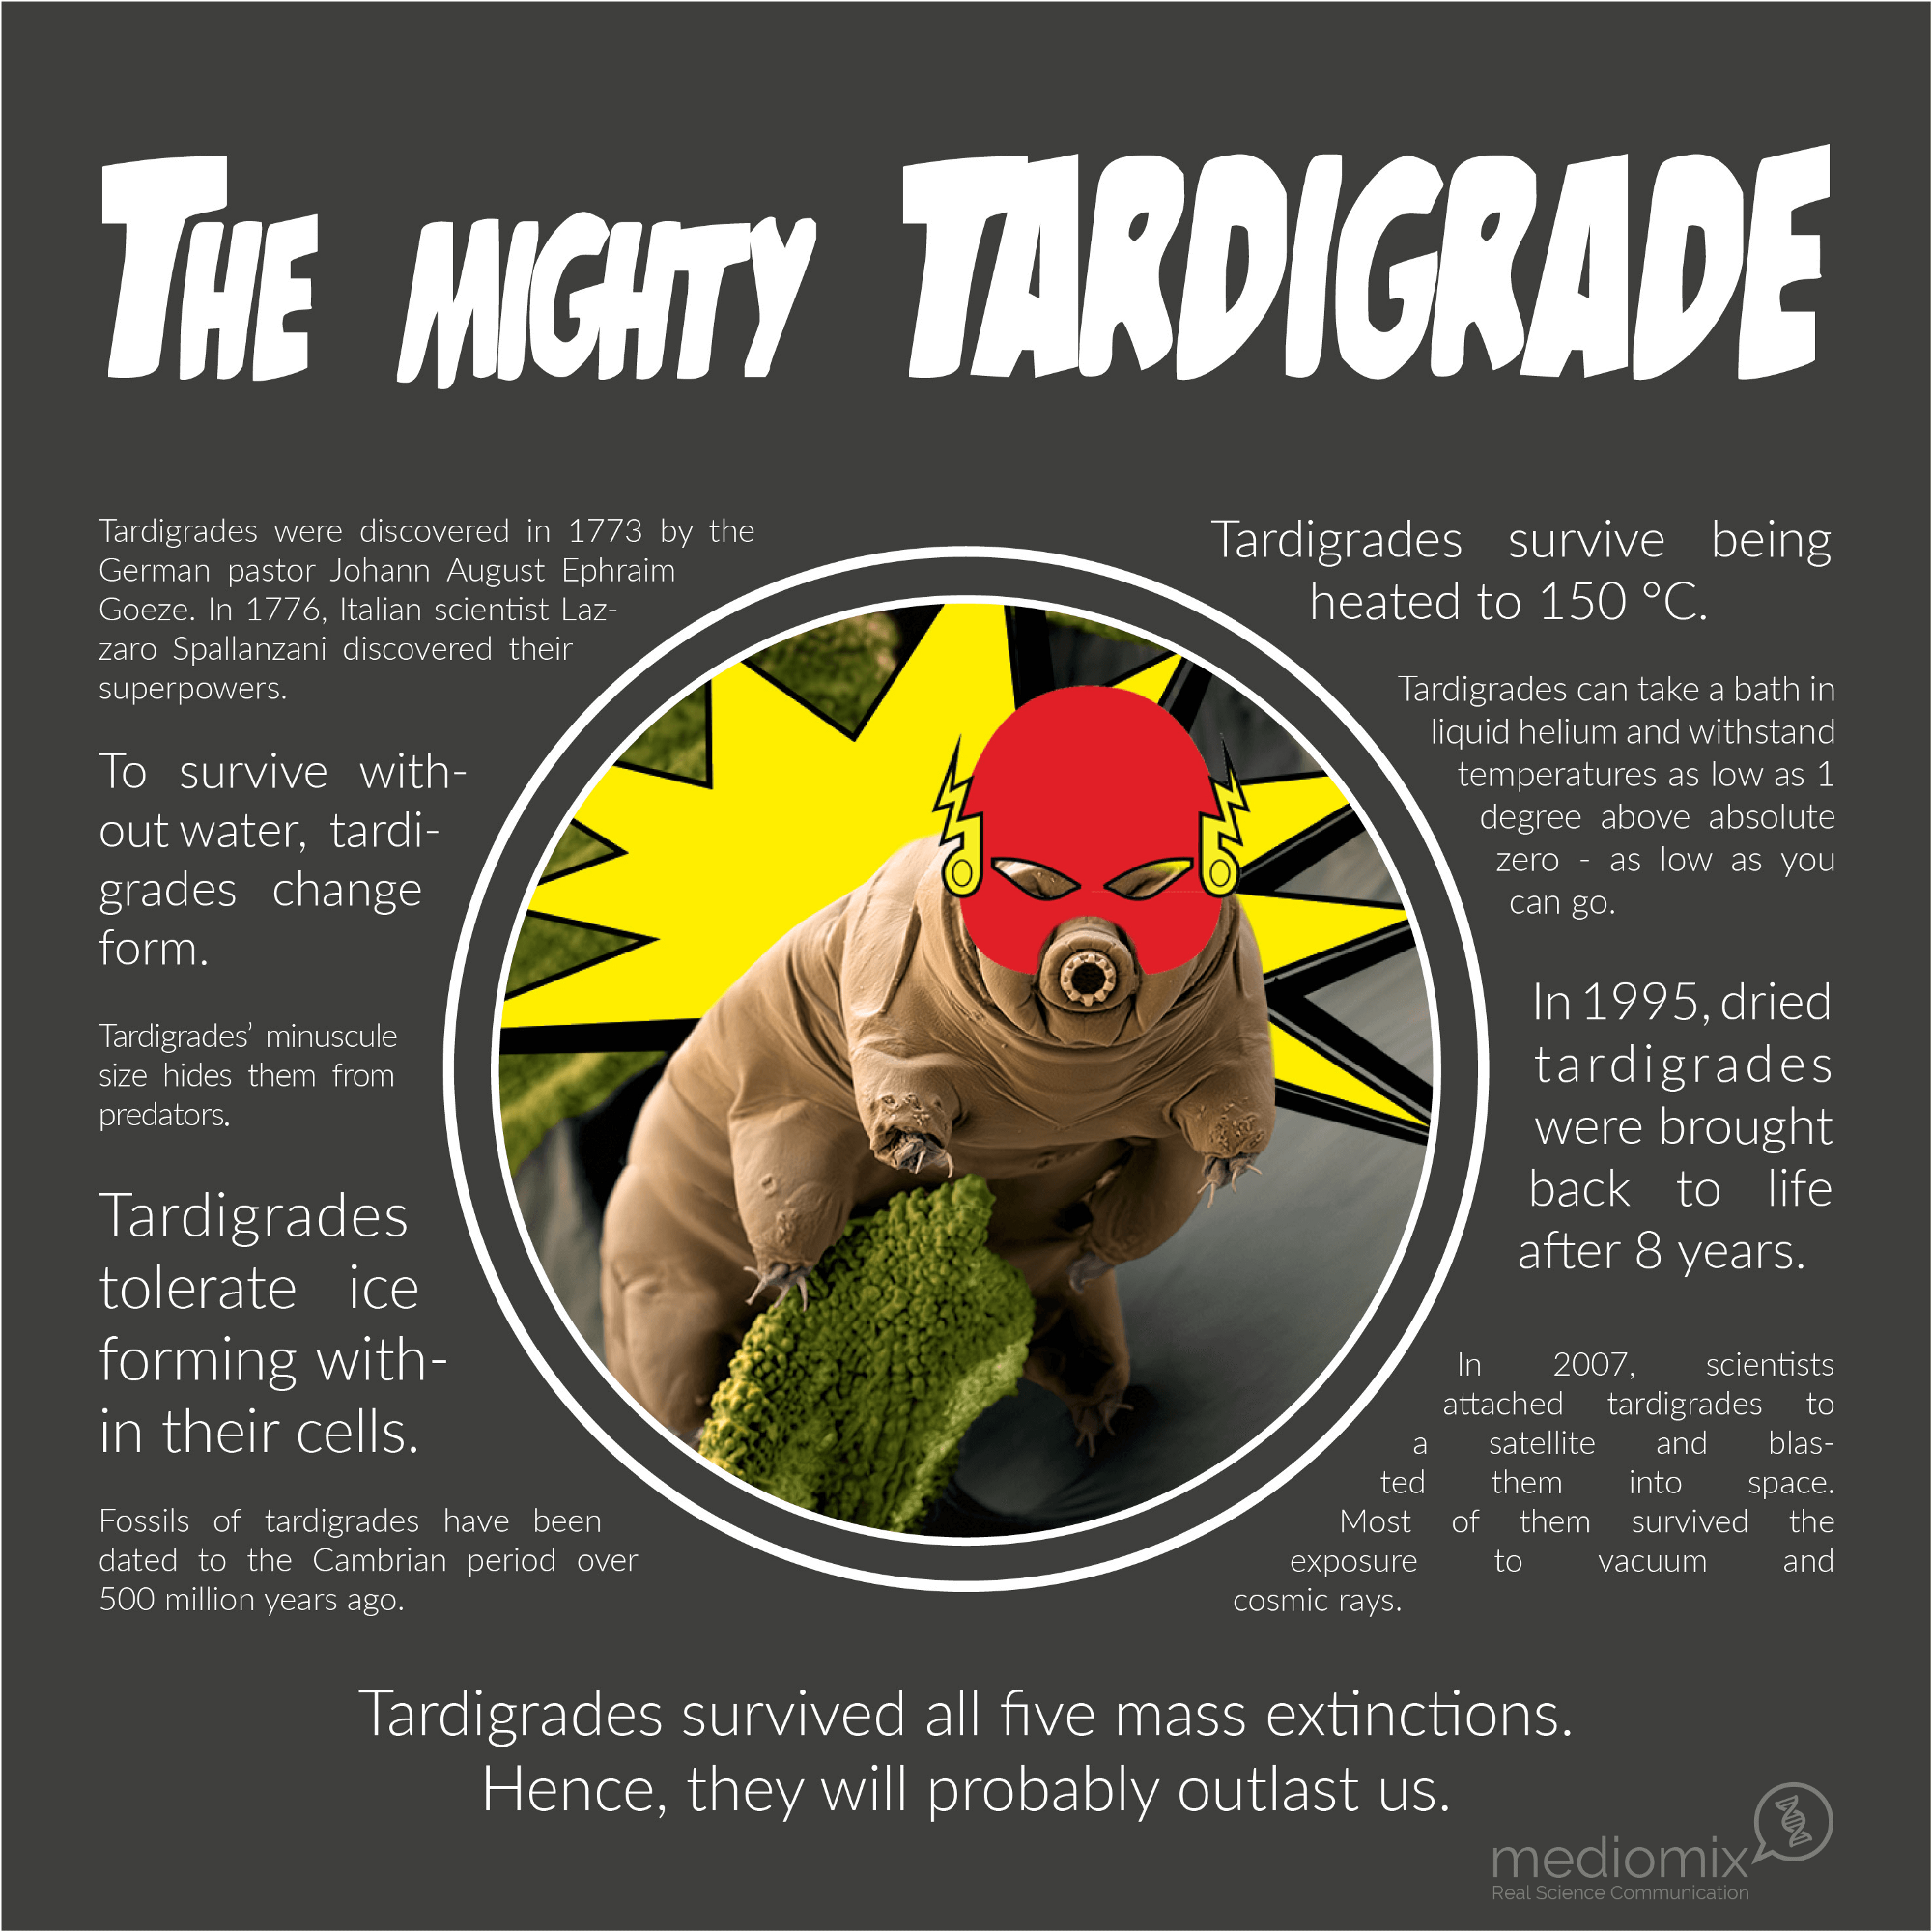 THE MIGHTY TARDIGRADE
Tardigrades were discovered in 1773 by the
German pastor Johann August Ephraim
Goeze. In 1776, Italian scientist Laz-
zaro Spallanzani discovered their
superpowers.
To survive with-
out water, tardi-
grades change
form.
Tardigrades’ minuscule
size hides them from
predators.
Tardigrades
tolerate ice
forming with-
in their cells.
Fossils of tardigrades have been
dated to the Cambrian period over
500 million years ago.
Tardigrades survive being
heated to 150 °C.
Tardigrades can take a bath in
liquid helium and withstand
temperatures as low as 1
degree above absolute
zero - as low as you
can go.
In 1995, dried
tardigrades
were brought
back to life
after 8 years.
In 2007, scientists
attached tardigrades to
a satellite and blas-
ted them into space.
Most of them survived the
exposure to vacuum and
cosmic rays.
Tardigrades survived all five mass extinctions.
Hence, they will probably outlast us.
mediomix
Real Science Communication